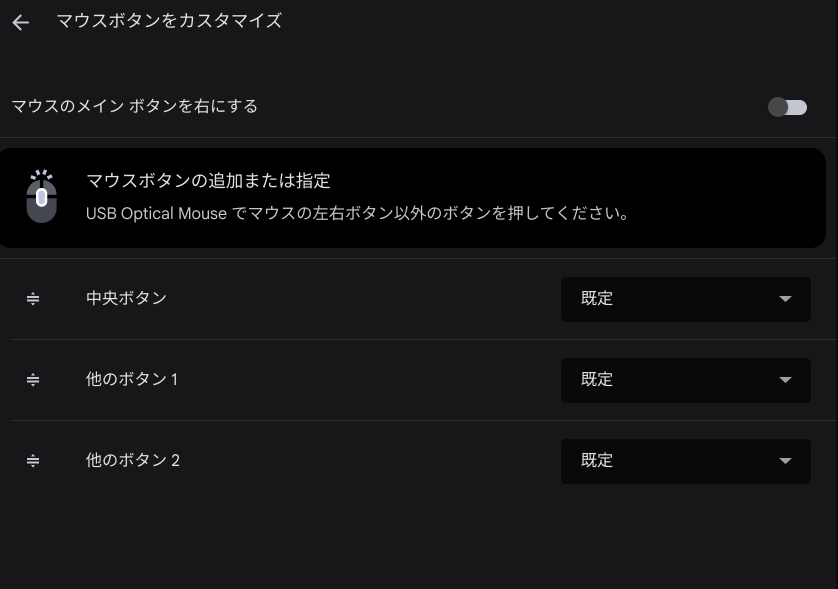 マウスボタンをカスタマイズ
マウスのメイン ボタンを右にする
マウスボタンの追加または指定
USB Optical Mouse でマウスの左右ボタン以外のボタンを押してください。
中央ボタン
既定
他のボタン 1
既定
他のボタン 2
既定